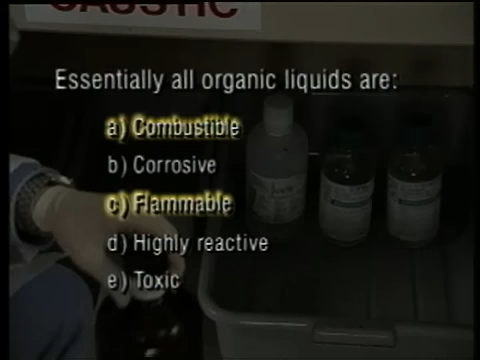 CAUSTIC
Essentially all organic liquids are:
a) Combustible
b) Corrosive
c) Flammable
d) Highly reactive
e) Toxic